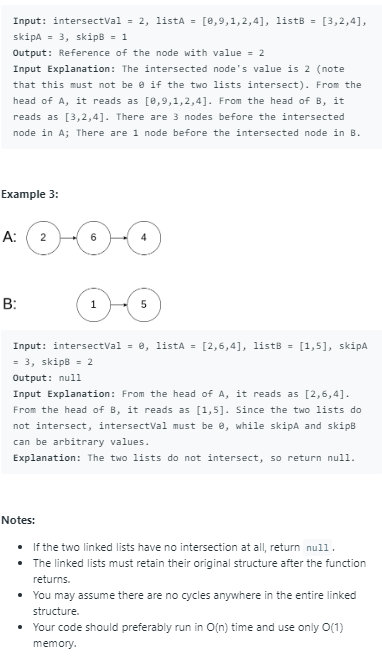 Input: intersectVal = 2, listA = [0,9,1,2,4], listB = [3,2,4],
skipA = 3, skipB = 1
Output: Reference of the node with value = 2
Input Explanation: The intersected node's value is 2 (note
that this must not be 0 if the two lists intersect). From the
head of A, it reads as [0,9,1,2,4]. From the head of B, it
reads as [3,2,4]. There are 3 nodes before the intersected
node in A; There are 1 node before the intersected node in B.
Example 3:
A: 2 6 4
B: 1 5
Input: intersectVal = 0, listA = [2,6,4], listB = [1,5], skipA
= 3, skipB = 2
Output: null
Input Explanation: From the head of A, it reads as [2,6,4].
From the head of B, it reads as [1,5]. Since the two lists do
not intersect, intersectVal must be 0, while skipA and skipB
can be arbitrary values.
Explanation: The two lists do not intersect, so return null.
Notes:
• If the two linked lists have no intersection at all, return null.
• The linked lists must retain their original structure after the function
returns.
• You may assume there are no cycles anywhere in the entire linked
structure.
• Your code should preferably run in O(n) time and use only O(1)
memory.